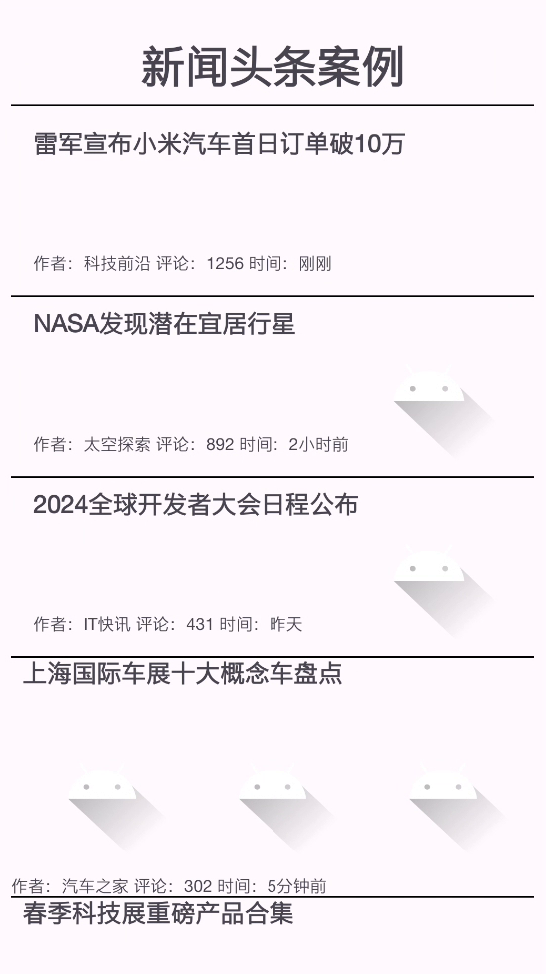 新闻头条案例
雷军宣布小米汽车首日订单破10万
作者：科技前沿 评论：1256 时间：刚刚
NASA发现潜在宜居行星
作者：太空探索 评论：892 时间：2小时前
2024全球开发者大会日程公布
作者：IT快讯 评论：431 时间：昨天
上海国际车展十大概念车盘点
作者：汽车之家 评论：302 时间：5分钟前
春季科技展重磅产品合集